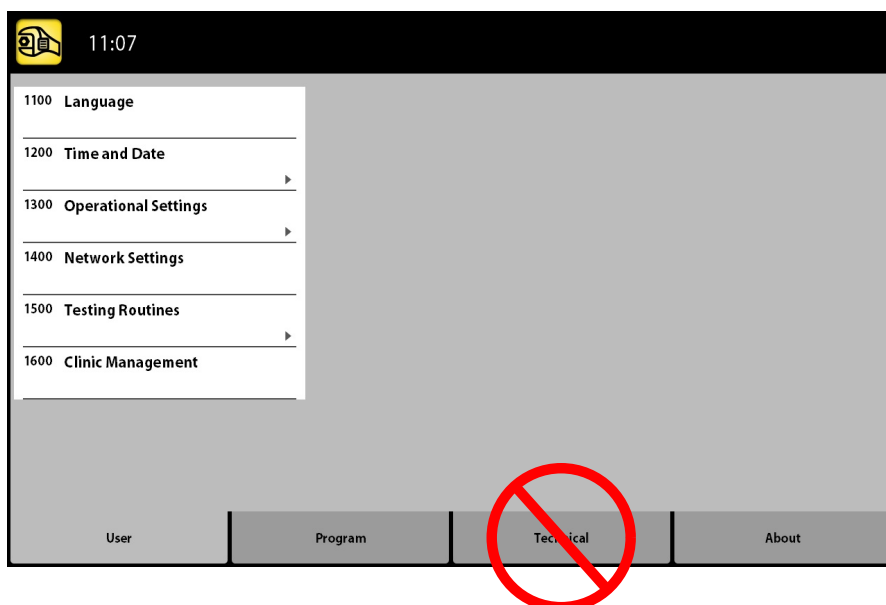 11:07
1100 Language
1200 Time and Date
1300 Operational Settings
1400 Network Settings
1500 Testing Routines
1600 Clinic Management
User Program Technical About